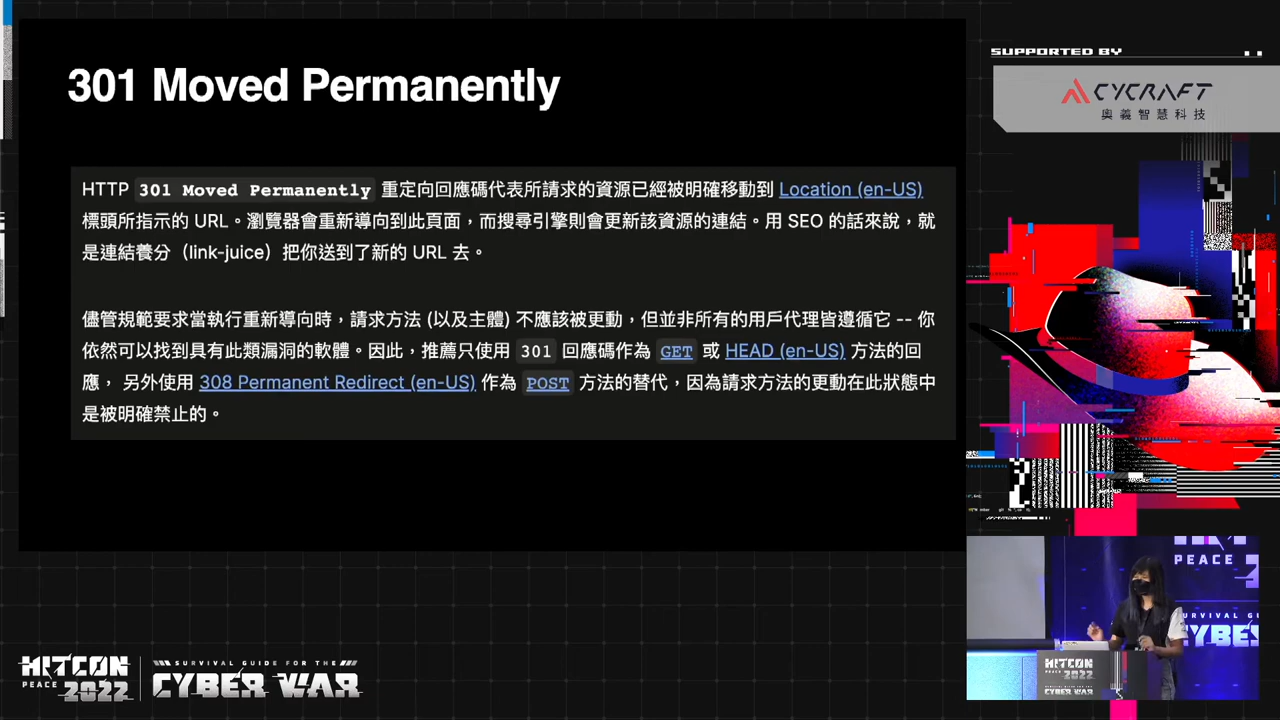 301 Moved Permanently
HTTP 301 Moved Permanently 重定向回應碼代表所請求的資源已經被明確移動到 Location (en-US)
標頭所指示的 URL。瀏覽器會重新導向到此頁面，而搜尋引擎則會更新該資源的連結。用 SEO 的話來說，就
是連結養分（link-juice）把你送到了新的 URL 去。
儘管規範要求當執行重新導向時，請求方法 (以及主體) 不應該被更動，但並非所有的用戶代理皆遵循它 -- 你
依然可以找到具有此類漏洞的軟體。因此，推薦只使用 301 回應碼作為 GET 或 HEAD (en-US) 方法的回
應， 另外使用 308 Permanent Redirect (en-US) 作為 POST 方法的替代，因為請求方法的更動在此狀態中
是被明確禁止的。
SUPPORTED BY
CYCRAFT
奧義智慧科技
PEACE
URVIVAL GU
YBE
HITCON
PEACE 2022
CYBER WAR
HITCON
PEACE 2022
SURVIVAL GUIDE FOR THE
CYBER WAR